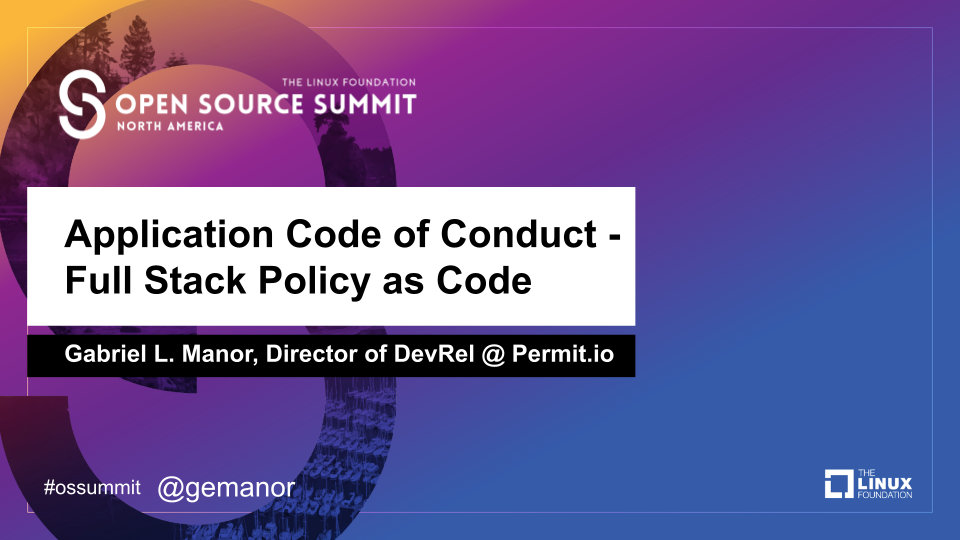 THE LINUX FOUNDATION
OPEN SOURCE SUMMIT
NORTH AMERICA
Application Code of Conduct -
Full Stack Policy as Code
Gabriel L. Manor, Director of DevRel @ Permit.io
#ossummit @gemanor
THE
LINUX
FOUNDATION